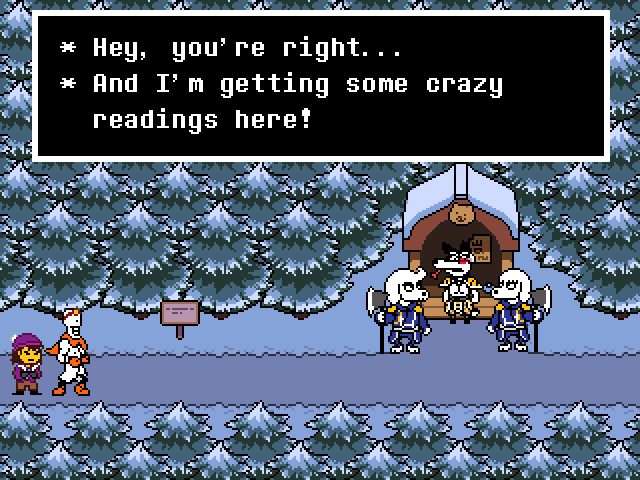 * Hey, you're right...
* And I'm getting some crazy
readings here!